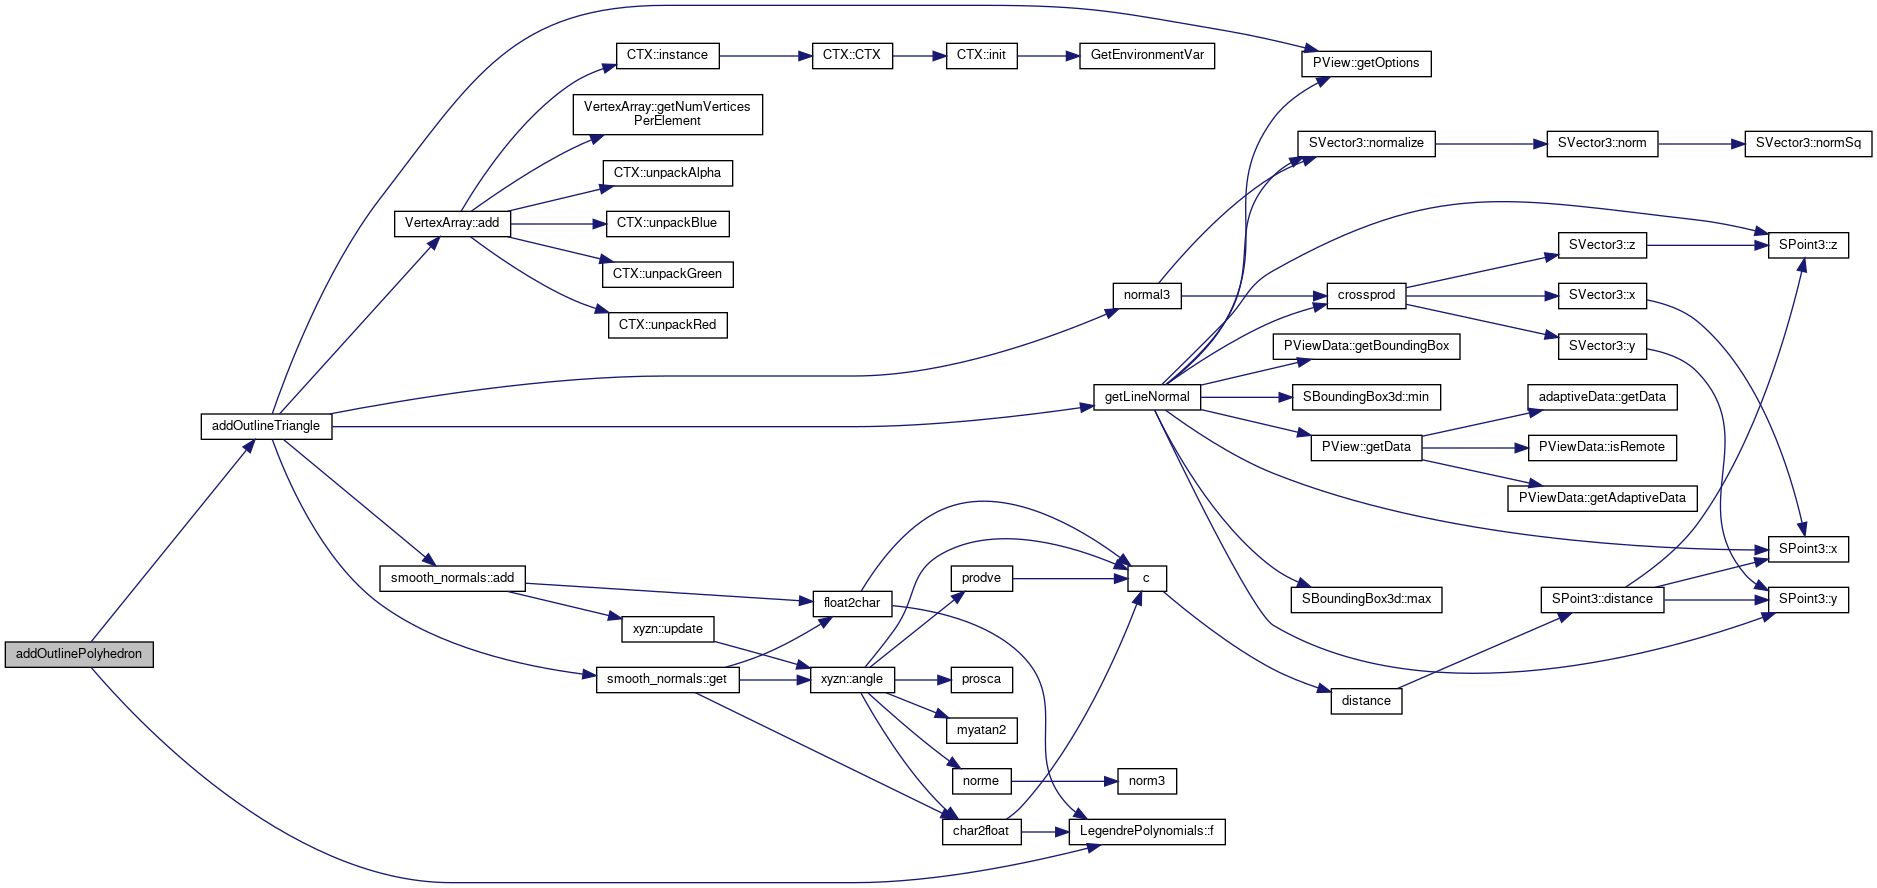 CTX::instance
CTX::CTX
CTX::init
GetEnvironmentVar
PView::getOptions
VertexArray::getNumVertices
PerElement
SVector3::normalize
SVector3::norm
SVector3::normSq
CTX::unpackAlpha
VertexArray::add
CTX::unpackBlue
SVector3::z
SPoint3::z
CTX::unpackGreen
normal3
crossprod
SVector3::x
CTX::unpackRed
SVector3::y
PViewData::getBoundingBox
getLineNormal
SBoundingBox3d::min
adaptiveData::getData
addOutlineTriangle
PView::getData
PViewData::isRemote
PViewData::getAdaptiveData
SPoint3::x
smooth_normals::add
prodve
c
float2char
SBoundingBox3d::max
SPoint3::distance
SPoint3::y
xyzn::update
addOutlinePolyhedron
smooth_normals::get
xyzn::angle
prosca
distance
myatan2
norme
norm3
char2float
LegendrePolynomials::f